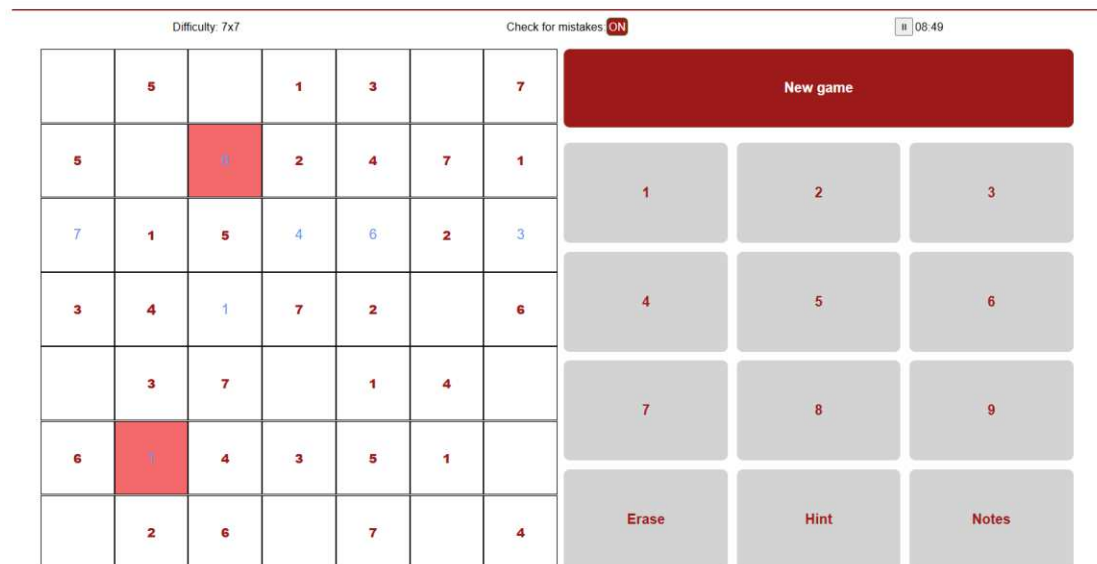 Difficulty: 7x7 Check for mistakes: ON 08:49
5 1 3 7
New game
5 2 4 7 1
1 2 3
7 1 5 4 6 2 3
3 4 1 7 2 6
4 5 6
3 7 1 4
7 8 9
6 4 3 5 1
Erase Hint Notes
2 6 7 4